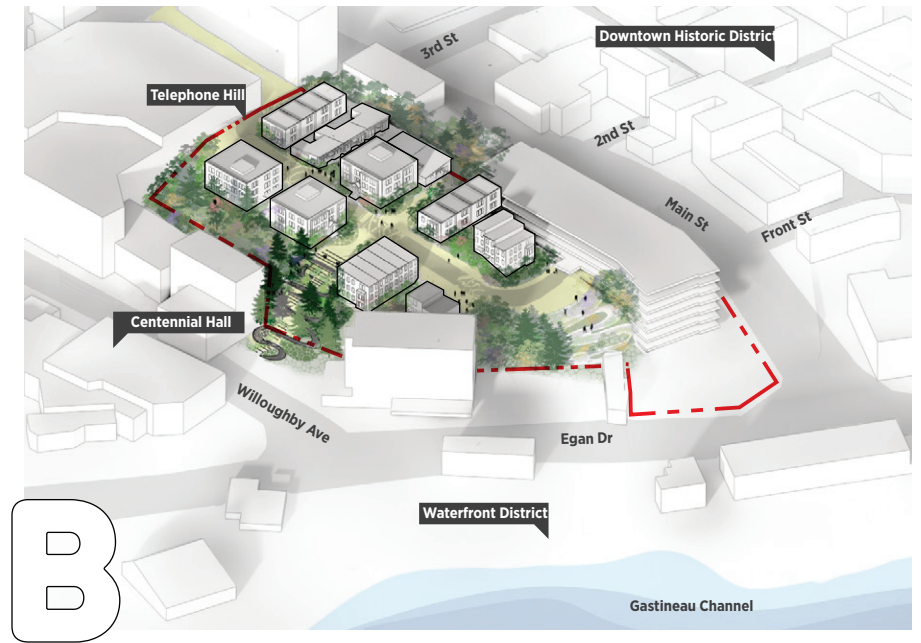 3rd St
Downtown Historic District
Telephone Hill
2nd St
Main St
Front St
Centennial Hall
Willoughby Ave
Egan Dr
Waterfront District
B
Gastineau Channel